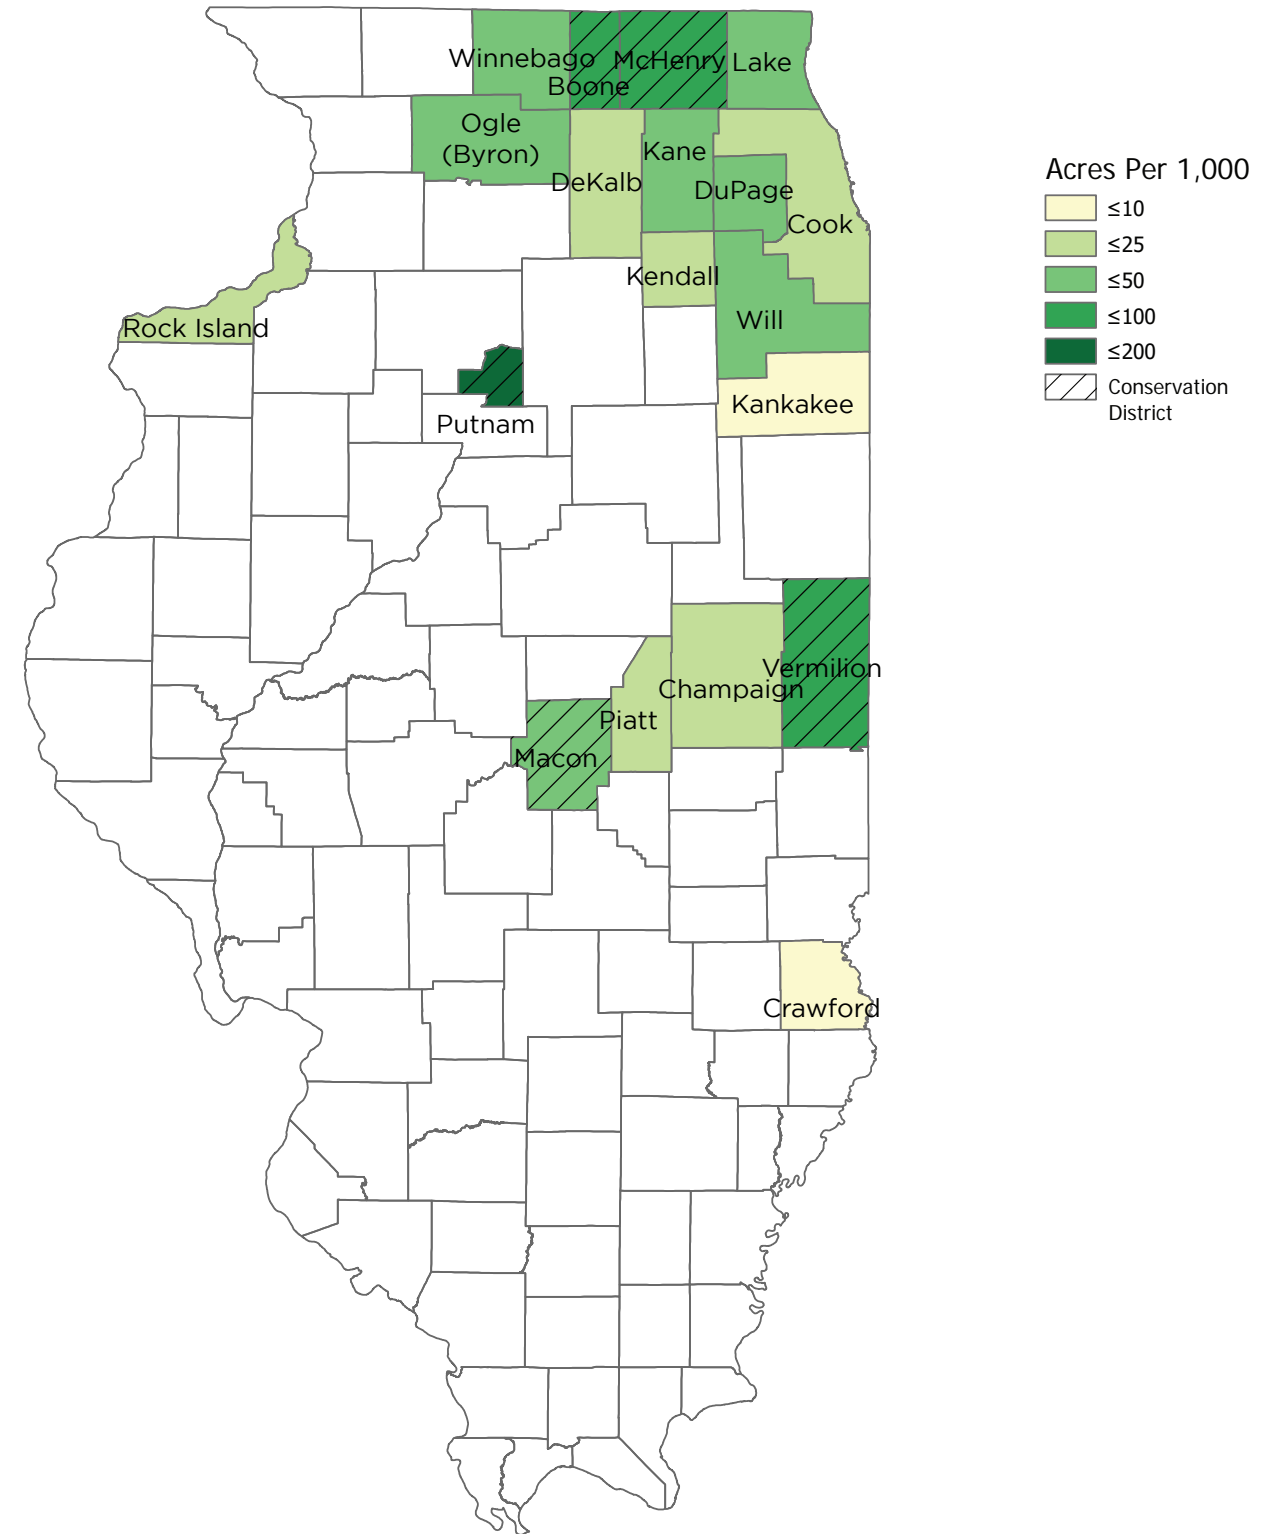 Winnebago
McHenry
Lake
Boone
Ogle
(Byron)
Kane
DeKalb
DuPage
Cook
Kendall
Rock Island
Will
Kankakee
Putnam
Vermilion
Champaign
Piatt
Macon
Crawford
Acres Per 1,000
≤10
≤25
≤50
≤100
≤200
Conservation
District